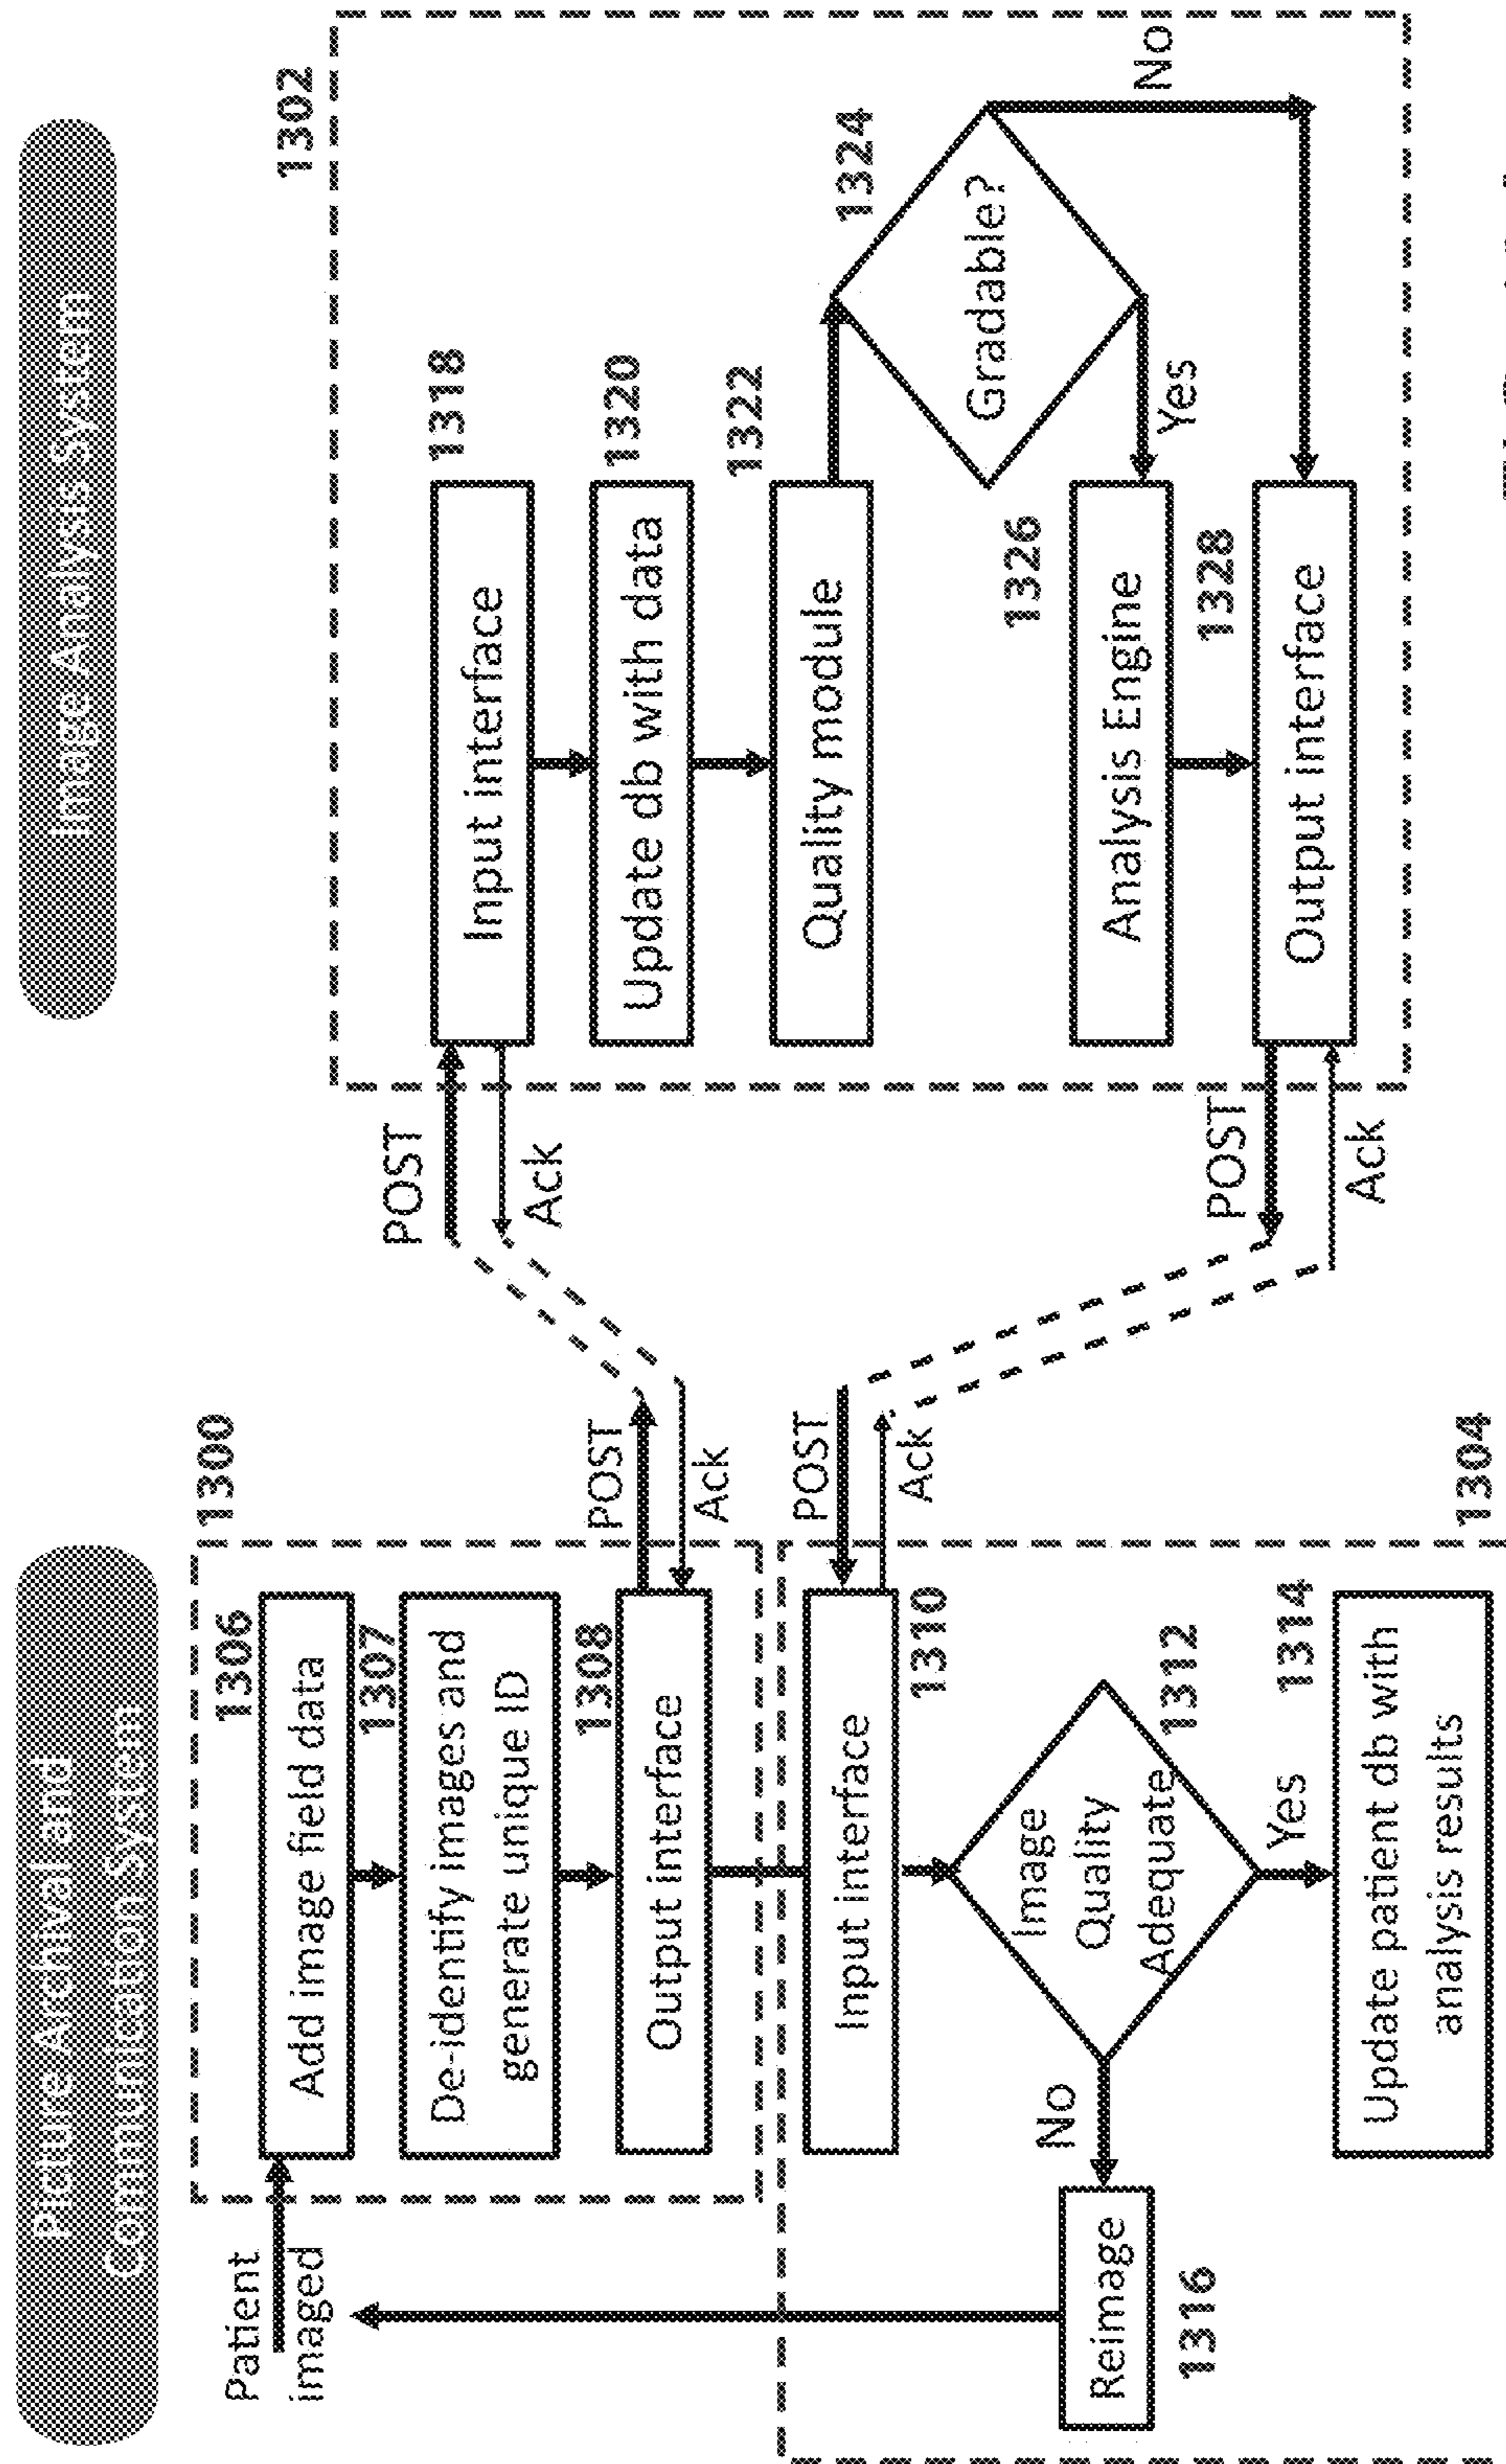 Picture Archival and
Communication System
Patient
imaged
1300
1306
Add image field data
1307
De-identify images and
generate unique ID
1308
Output interface
POST
Ack
Input interface
1310
POST
Ack
Image
Quality
Adequate
1312
No
Yes
Reimage
1316
1314
Update patient db with
analysis results
1304
Image Analysis System
1302
POST
Ack
Input interface
1318
Update db with data
1320
Quality module
1322
Gradable?
1324
Yes
No
1326
Analysis Engine
1328
Output interface
POST
Ack